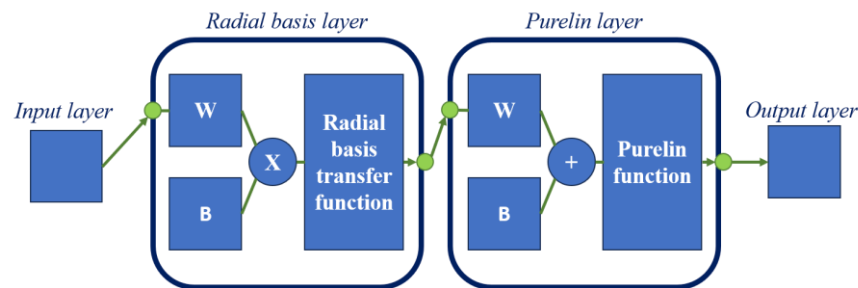 Radial basis layer
Purelin layer
Input layer
W
B
X
Radial
basis
transfer
function
W
B
+
Purelin
function
Output layer